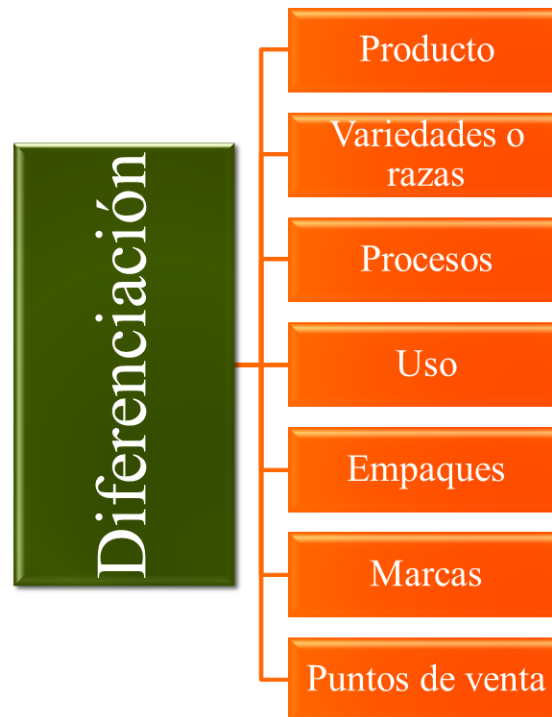 Diferenciación
Producto
Variedades o
razas
Procesos
Uso
Empaques
Marcas
Puntos de venta